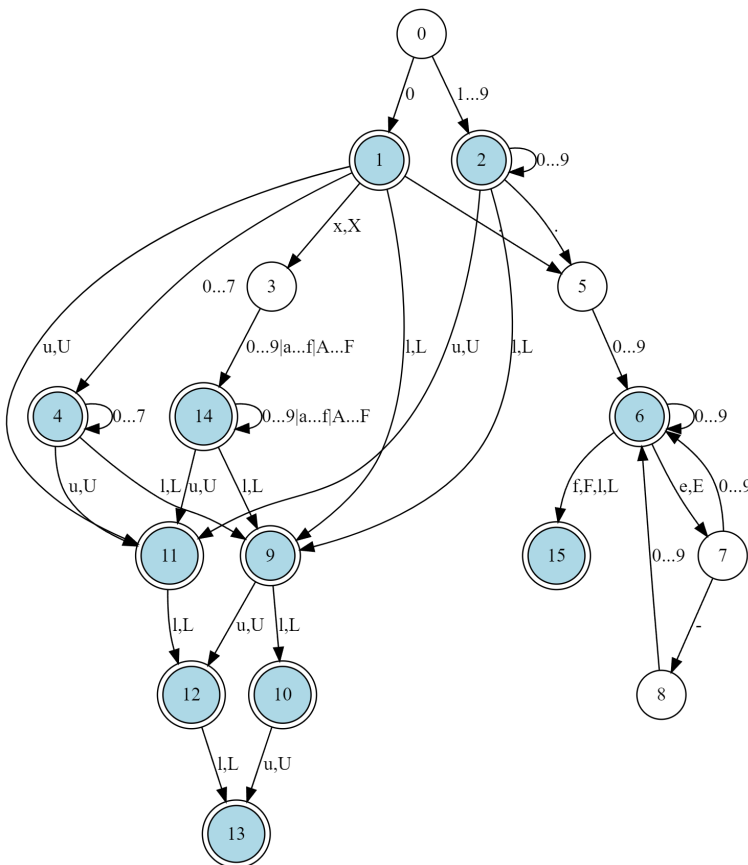 0
0
1...9
1
2
0...9
x,X
.
.
0...7
3
5
u,U
0...9|a...f|A...F
l,L
u,U
l,L
0...9
4
0...7
14
0...9|a...f|A...F
6
0...9
u,U
l,L
u,U
l,L
f,F,l,L
e,E
0...9
11
9
15
7
l,L
u,U
l,L
0...9
-
12
10
8
l,L
u,U
13